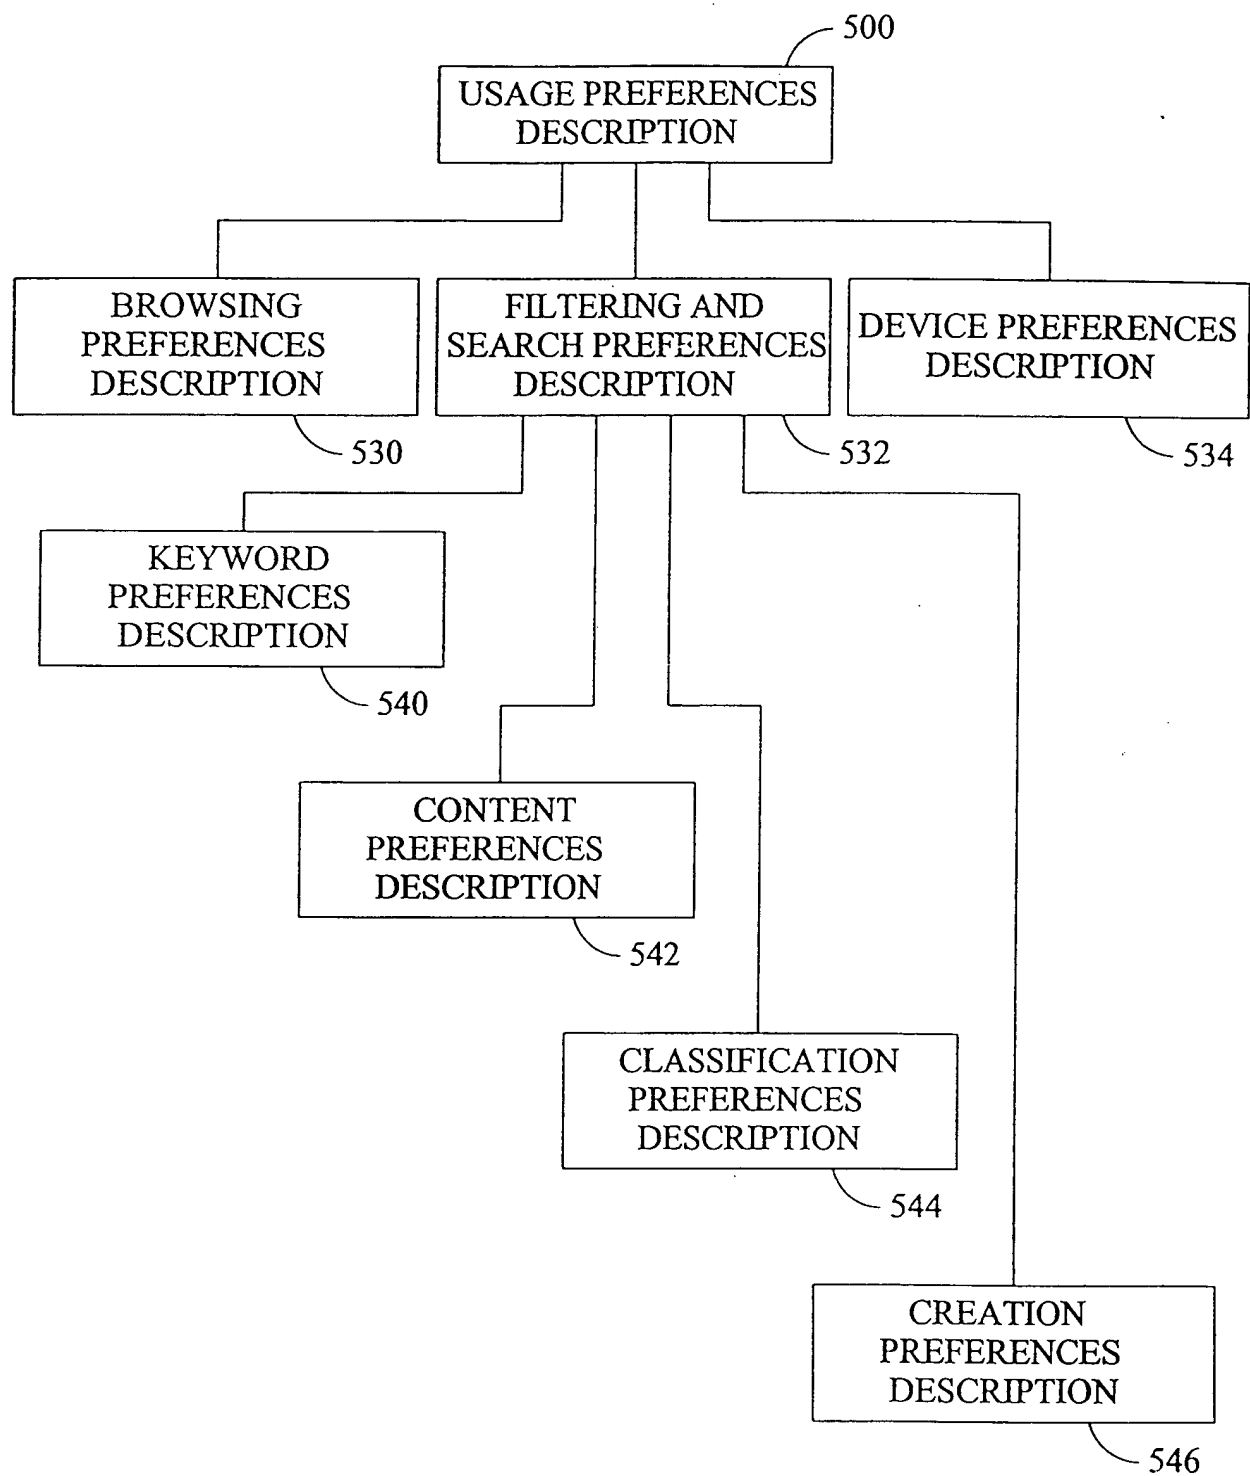 500
USAGE PREFERENCES
DESCRIPTION
BROWSING
PREFERENCES
DESCRIPTION
530
FILTERING AND
SEARCH PREFERENCES
DESCRIPTION
532
DEVICE PREFERENCES
DESCRIPTION
534
KEYWORD
PREFERENCES
DESCRIPTION
540
CONTENT
PREFERENCES
DESCRIPTION
542
CLASSIFICATION
PREFERENCES
DESCRIPTION
544
CREATION
PREFERENCES
DESCRIPTION
546